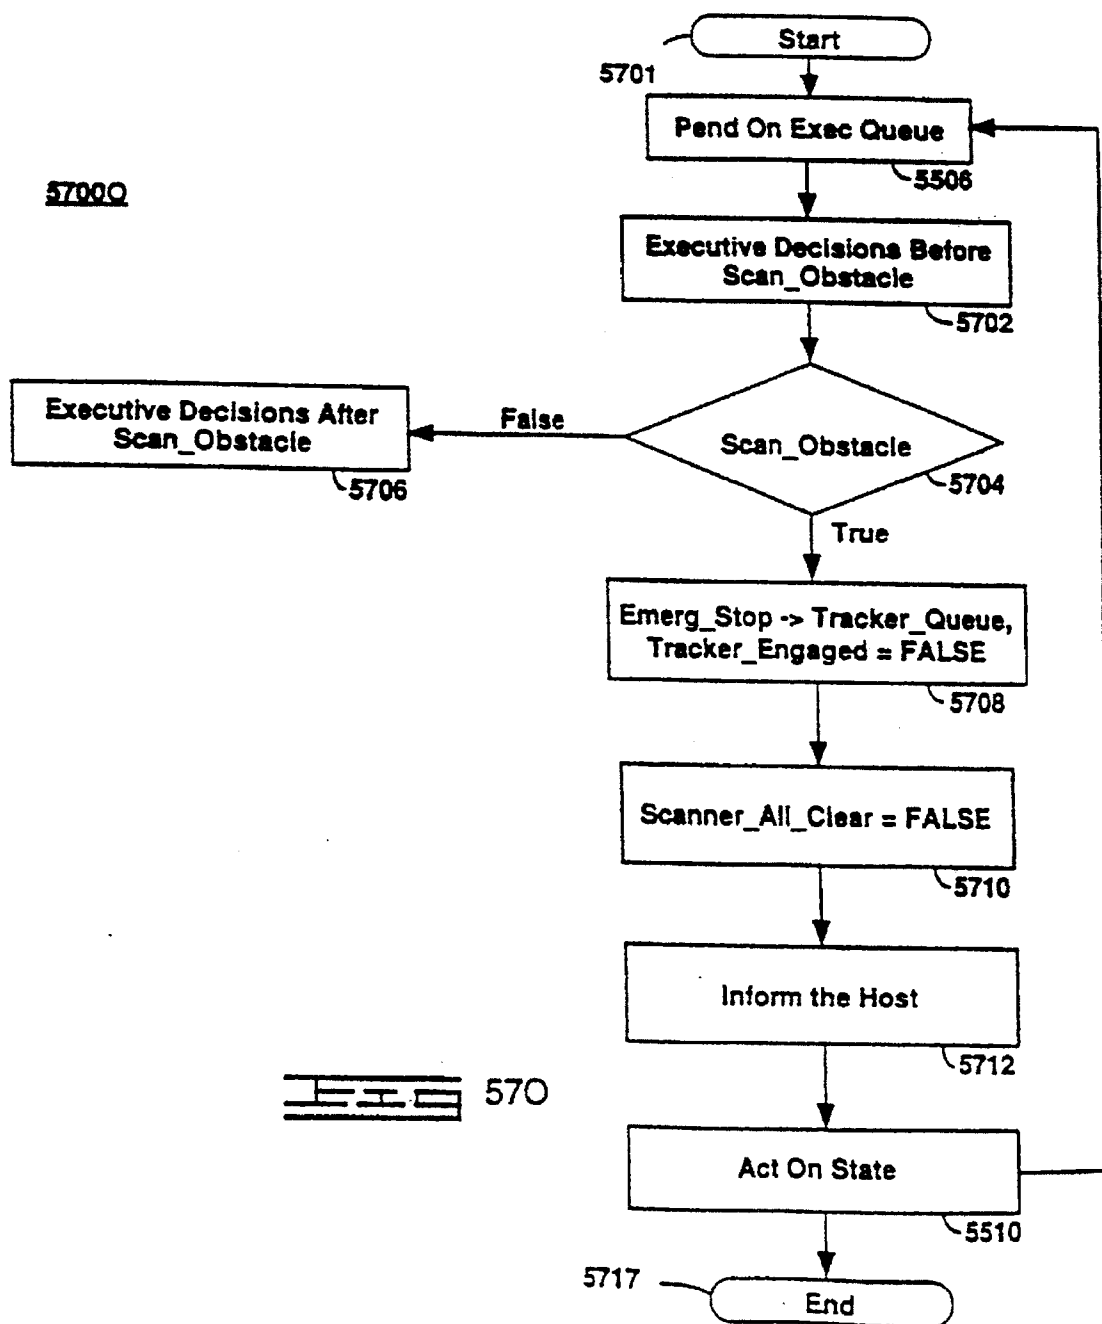 Start
5701
Pend On Exec Queue
5506
5700Q
Executive Decisions Before
Scan_Obstacle
5702
Executive Decisions After
Scan_Obstacle
5706
False
Scan_Obstacle
5704
True
Emerg_Stop -> Tracker_Queue,
Tracker_Engaged = FALSE
5708
Scanner_All_Clear = FALSE
5710
Inform the Host
5712
57O
Act On State
5510
5717
End